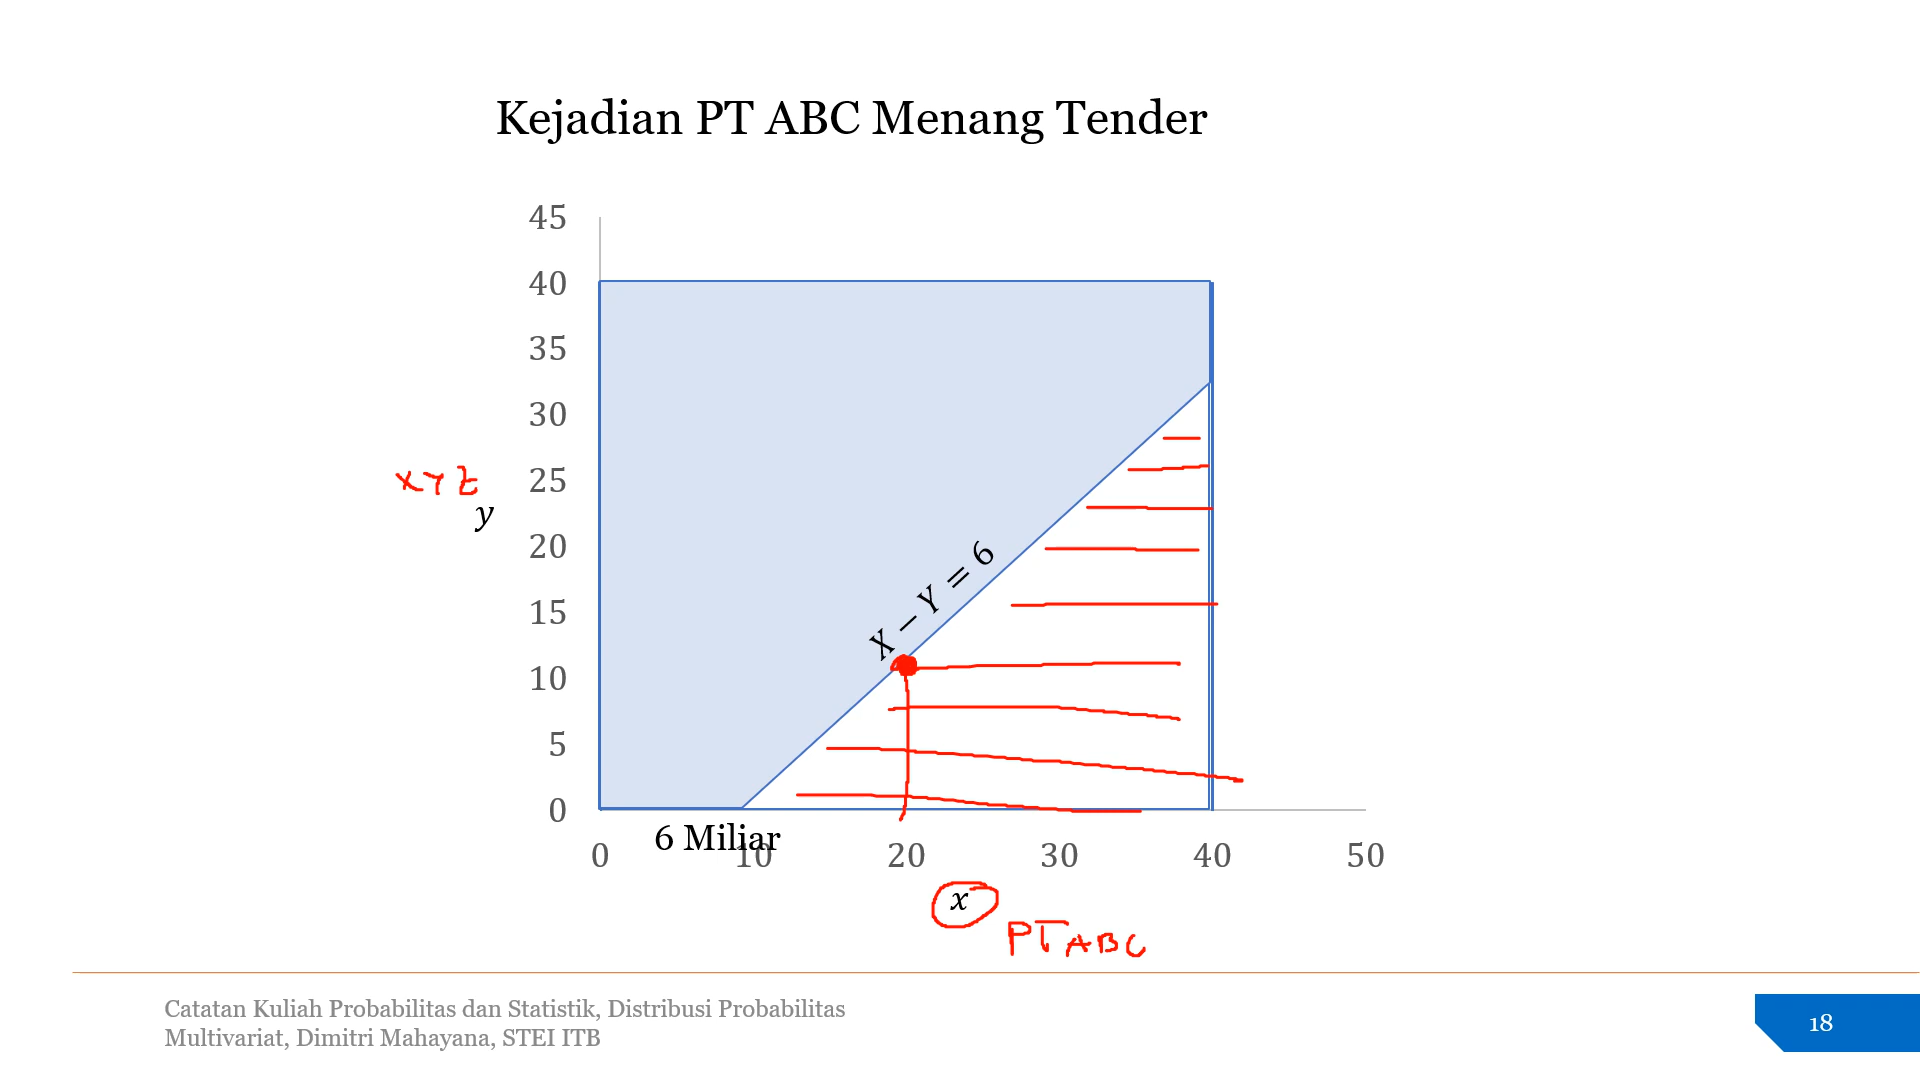 Kejadian PT ABC Menang Tender
45
40
35
30
25
20
15
10
5
0
XYZ
y
X − Y = 6
6 Miliar
0 10 20 30 40 50
x
PT ABC
Catatan Kuliah Probabilitas dan Statistik, Distribusi Probabilitas
Multivariat, Dimitri Mahayana, STEI ITB
18